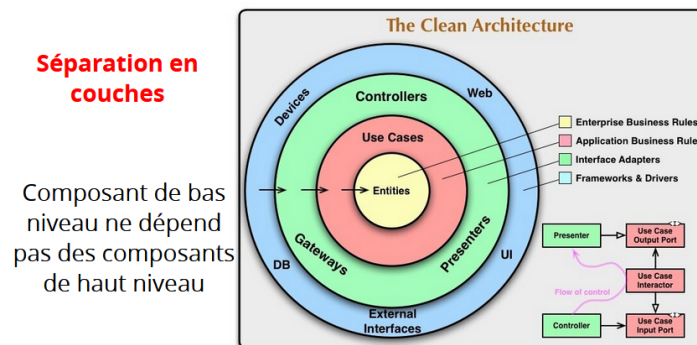 Séparation en
couches
Composant de bas
niveau ne dépend
pas des composants
de haut niveau
The Clean Architecture
Devices
Web
Controllers
Use Cases
Entities
Gateways
Presenters
DB
UI
External
Interfaces
Enterprise Business Rules
Application Business Rules
Interface Adapters
Frameworks & Drivers
Presenter
Use Case
Output Port
Flow of control
Use Case
Interactor
Controller
Use Case
Input Port